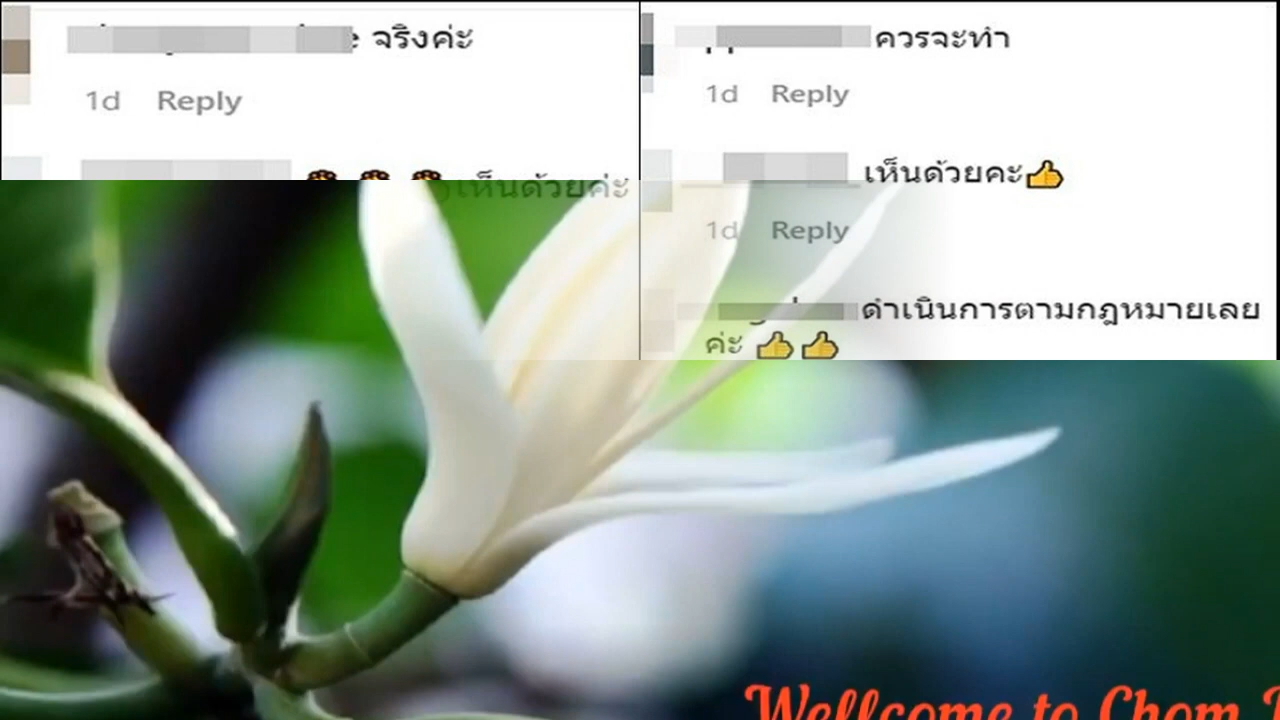 จริงค่ะ
1d Reply
เห็นด้วยค่ะ
ควรจะทำ
1d Reply
เห็นด้วยคะ👍
1d Reply
ดำเนินการตามกฎหมายเลย
ค่ะ 👍👍
Wellcome to Chom